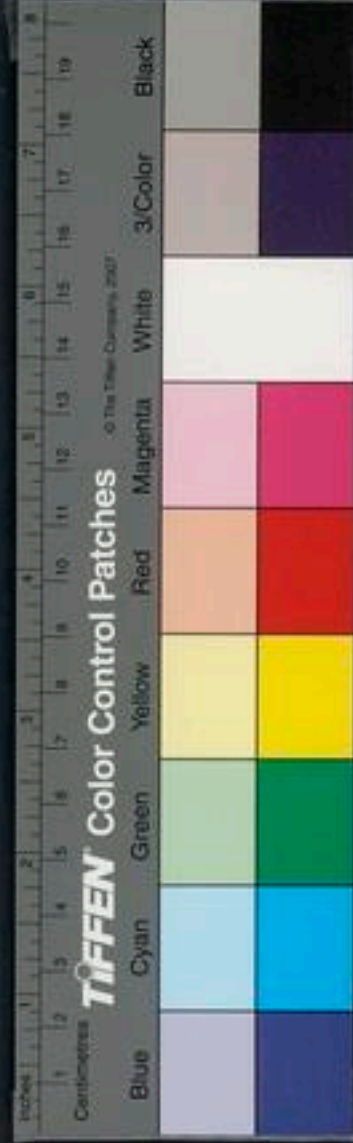 Inches 1 2 3 4 5 6 7 8
Centimetres 1 2 3 4 5 6 7 8 9 10 11 12 13 14 15 16 17 18 19
TIFFEN® Color Control Patches © The Tiffen Company, 2007
Blue Cyan Green Yellow Red Magenta White 3/Color Black